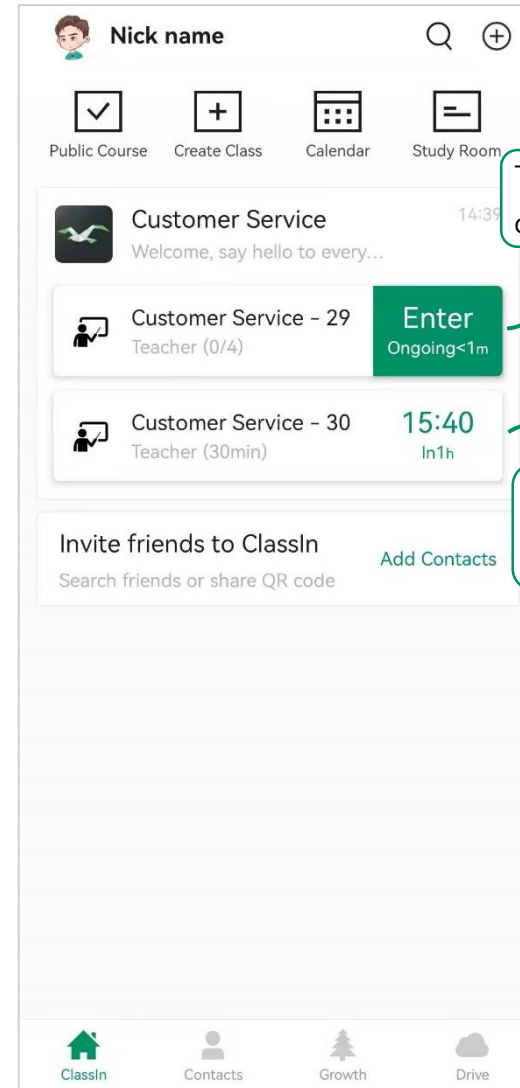 Nick name
Public Course
Create Class
Calendar
Study Room
Customer Service
14:39
Welcome, say hello to every...
Customer Service - 29
Teacher (0/4)
Enter
Ongoing<1m
Customer Service - 30
Teacher (30min)
15:40
In1h
Invite friends to ClassIn
Search friends or share QR code
Add Contacts
ClassIn
Contacts
Growth
Drive